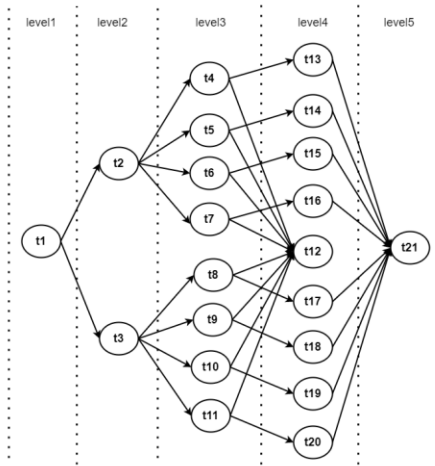 level1 level2 level3 level4 level5
t13
t4
t14
t5
t15
t2
t6
t16
t7
t1
t12
t21
t8
t17
t9
t3
t18
t10
t19
t11
t20